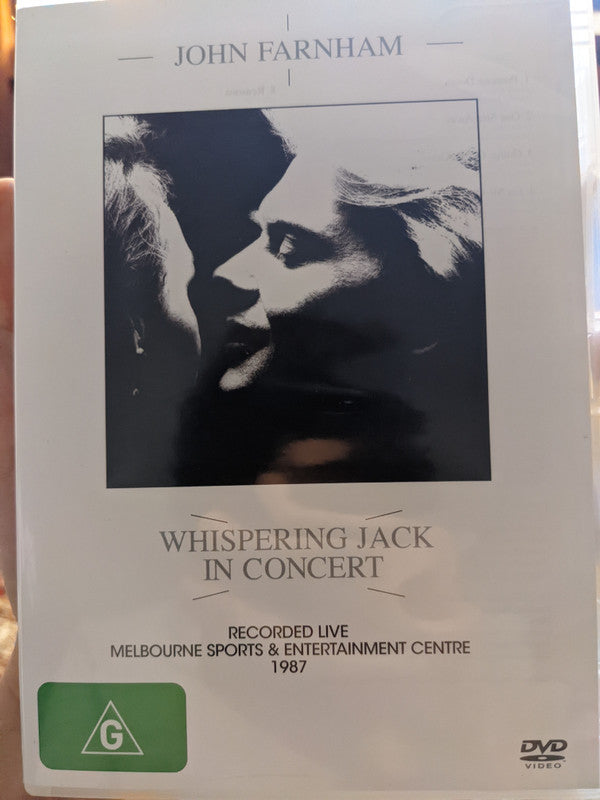 JOHN FARNHAM
WHISPERING JACK
IN CONCERT
RECORDED LIVE
MELBOURNE SPORTS & ENTERTAINMENT CENTRE
1987
G
DVD
VIDEO